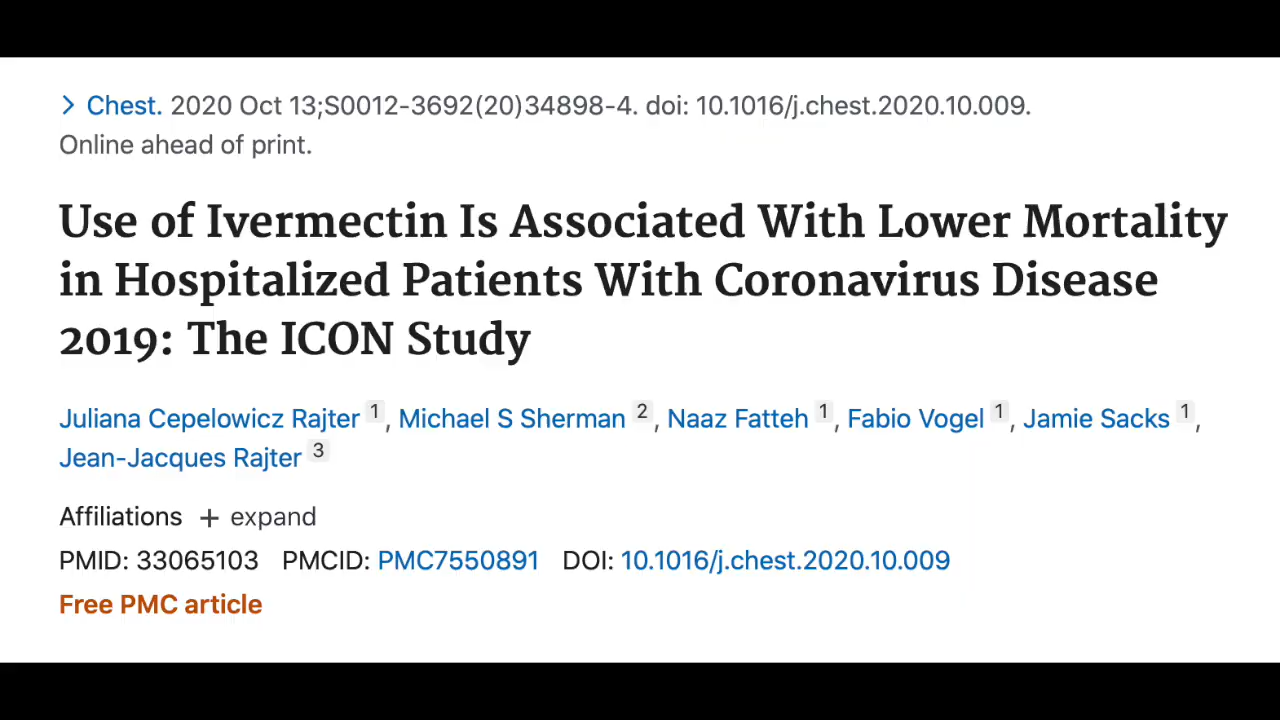 > Chest. 2020 Oct 13;S0012-3692(20)34898-4. doi: 10.1016/j.chest.2020.10.009.
Online ahead of print.
Use of Ivermectin Is Associated With Lower Mortality
in Hospitalized Patients With Coronavirus Disease
2019: The ICON Study
Juliana Cepelowicz Rajter 1, Michael S Sherman 2, Naaz Fatteh 1, Fabio Vogel 1, Jamie Sacks 1,
Jean-Jacques Rajter 3
Affiliations + expand
PMID: 33065103 PMCID: PMC7550891 DOI: 10.1016/j.chest.2020.10.009
Free PMC article